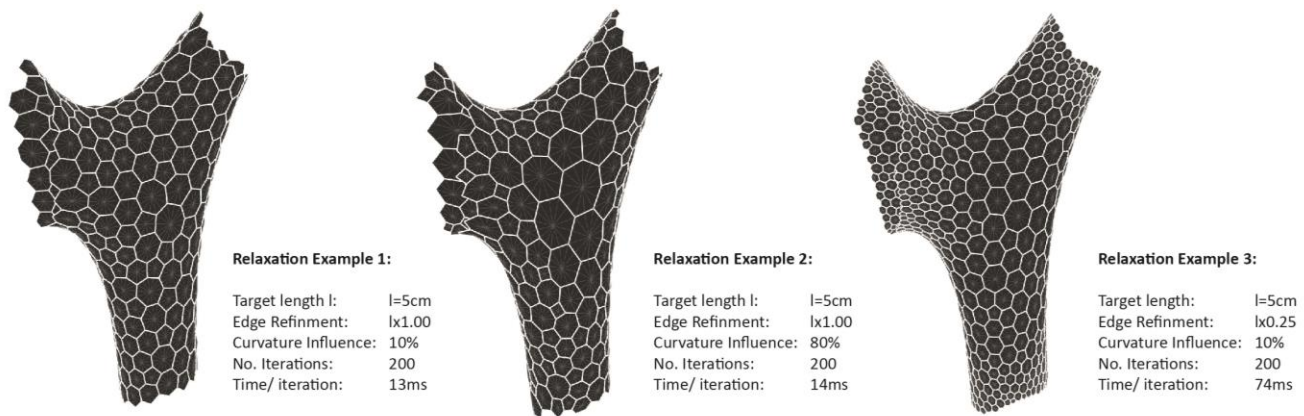 Relaxation Example 1:
Target length l: l=5cm
Edge Refinment: lx1.00
Curvature Influence: 10%
No. Iterations: 200
Time/ iteration: 13ms
Relaxation Example 2:
Target length l: l=5cm
Edge Refinment: lx1.00
Curvature Influence: 80%
No. Iterations: 200
Time/ iteration: 14ms
Relaxation Example 3:
Target length: l=5cm
Edge Refinment: lx0.25
Curvature Influence: 10%
No. Iterations: 200
Time/ iteration: 74ms